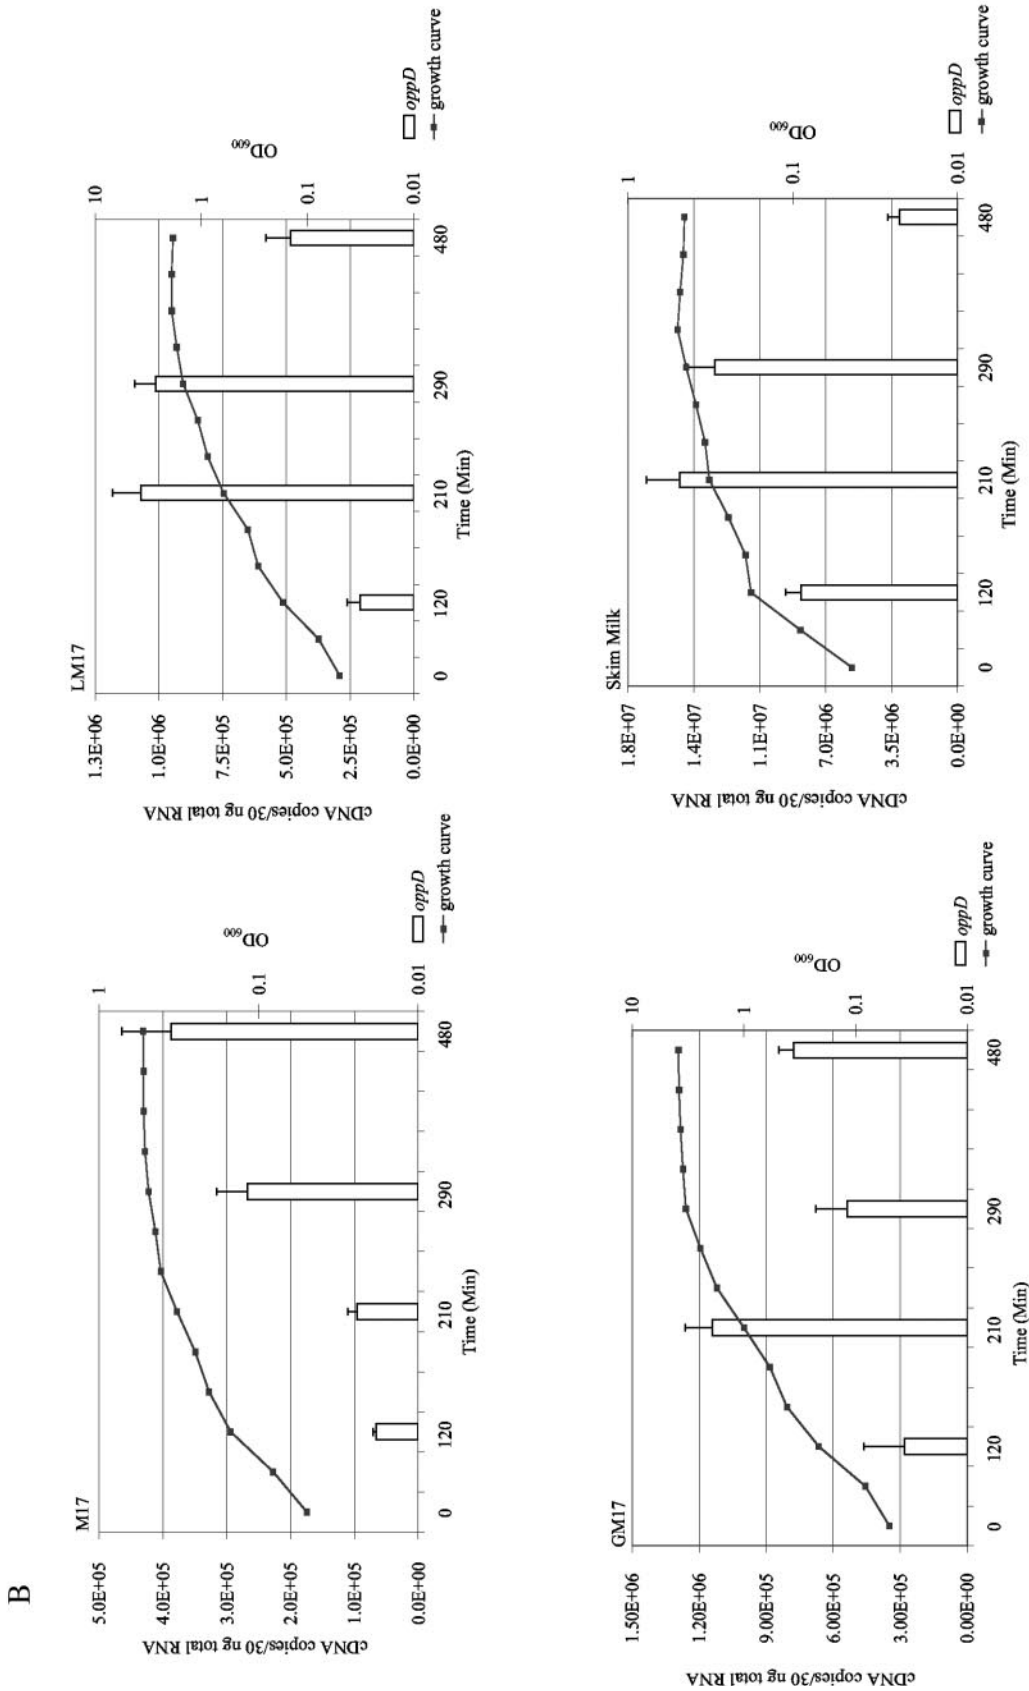 B
M17
5.0E+05
4.0E+05
3.0E+05
2.0E+05
1.0E+05
0.0E+00
cDNA copies/30 ng total RNA
1
0.1
0.01
OD600
0 120 210 290 480
Time (Min)
oppD
growth curve
LM17
1.3E+06
1.0E+06
7.5E+05
5.0E+05
2.5E+05
0.0E+00
cDNA copies/30 ng total RNA
10
1
0.1
0.01
OD600
0 120 210 290 480
Time (Min)
oppD
growth curve
GM17
1.50E+06
1.20E+06
9.00E+05
6.00E+05
3.00E+05
0.00E+00
cDNA copies/30 ng total RNA
10
1
0.1
0.01
OD600
0 120 210 290 480
Time (Min)
oppD
growth curve
Skim Milk
1.8E+07
1.4E+07
1.1E+07
7.0E+06
3.5E+06
0.0E+00
cDNA copies/30 ng total RNA
1
0.1
0.01
OD600
0 120 210 290 480
Time (Min)
oppD
growth curve